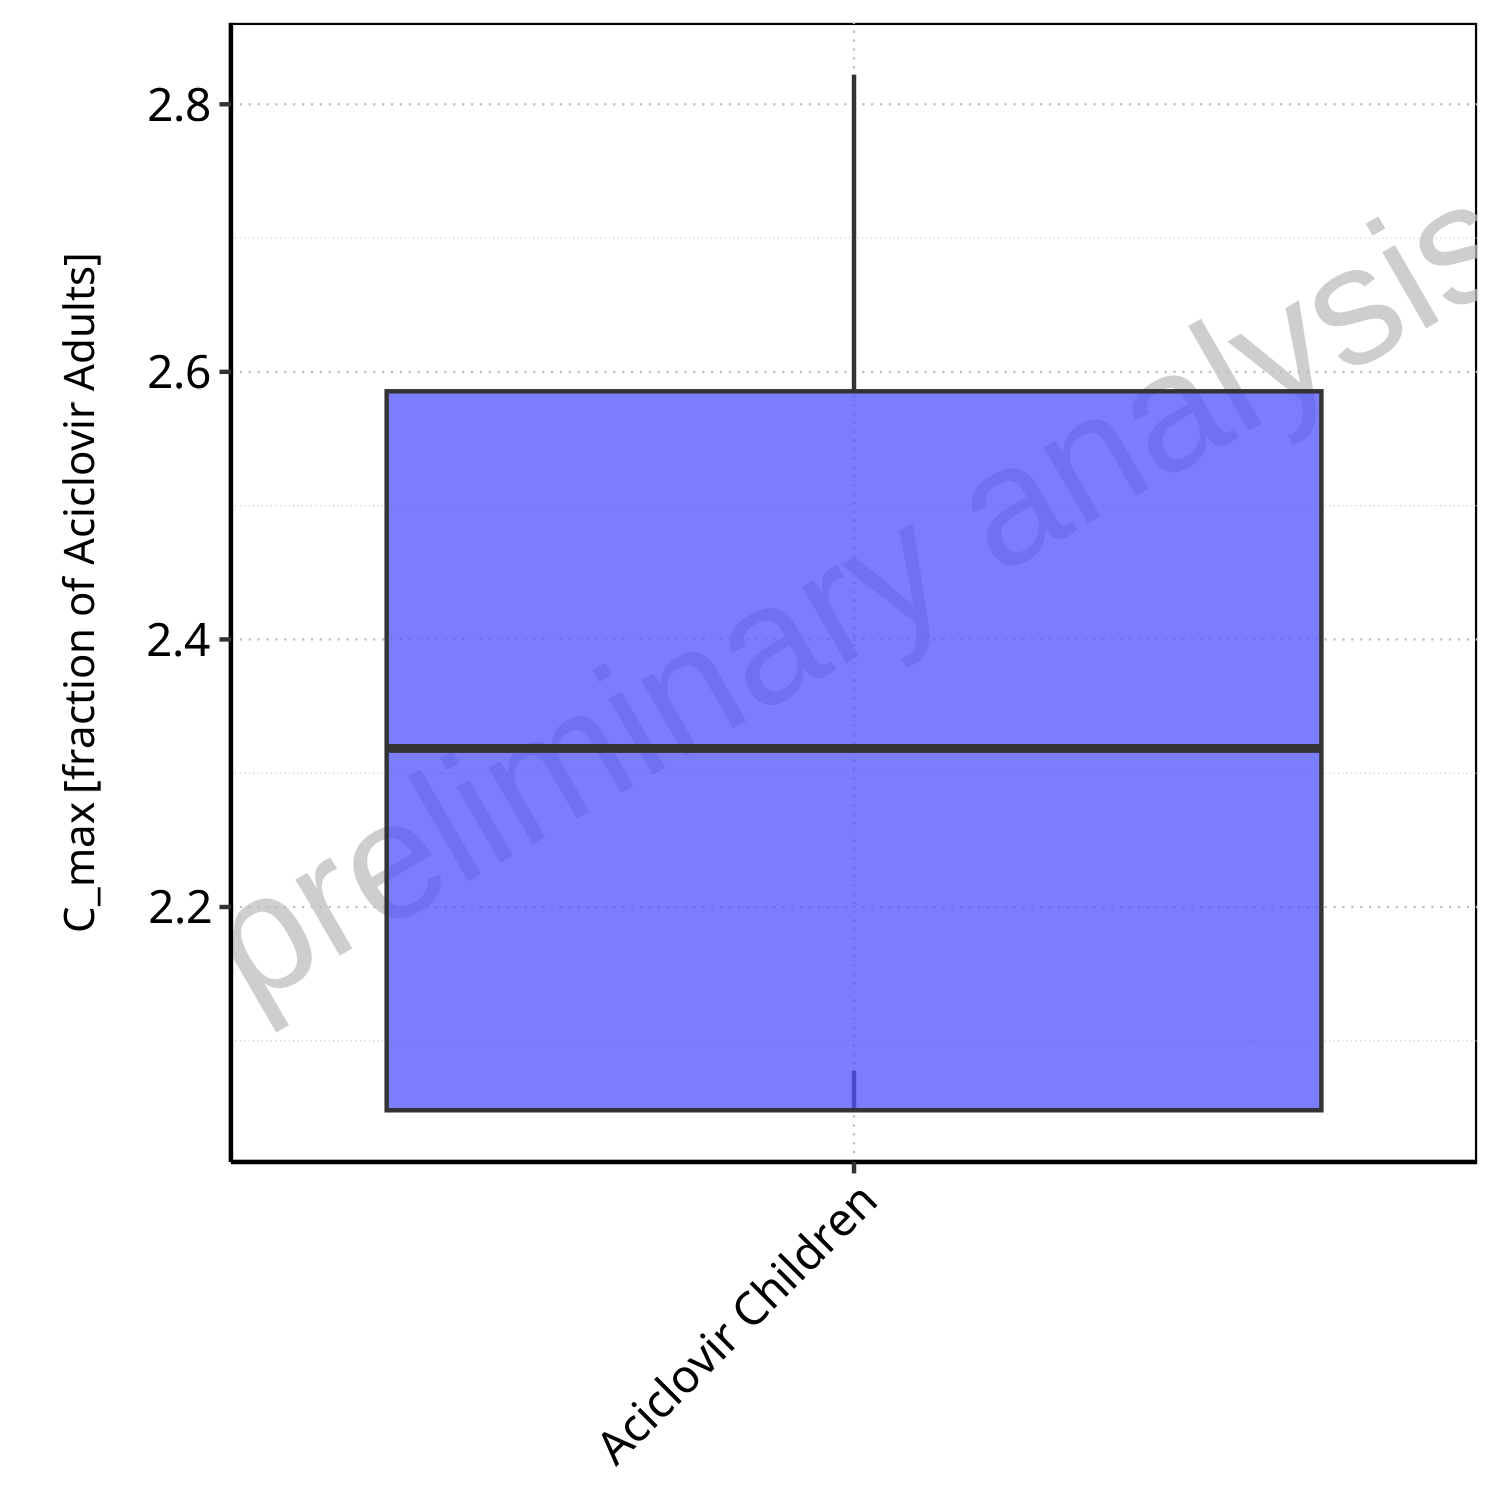 C_max [fraction of Aciclovir Adults]
2.8
2.6
2.4
2.2
preliminary analysis
Aciclovir Children